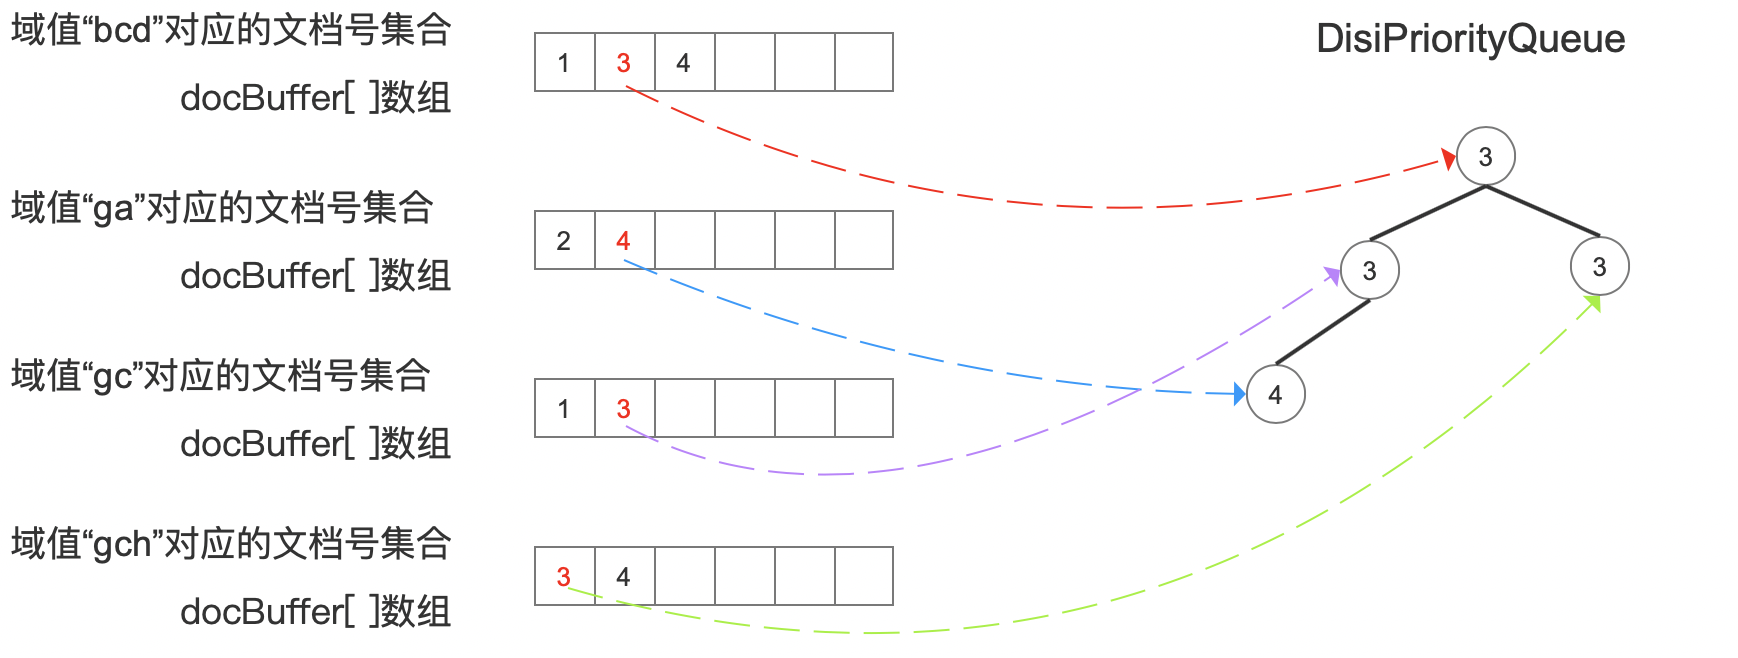 域值“bcd”对应的文档号集合
docBuffer[ ]数组
1 3 4
DisiPriorityQueue
域值“ga”对应的文档号集合
docBuffer[ ]数组
2 4
域值“gc”对应的文档号集合
docBuffer[ ]数组
1 3
域值“gch”对应的文档号集合
docBuffer[ ]数组
3 4
3
3 3
4